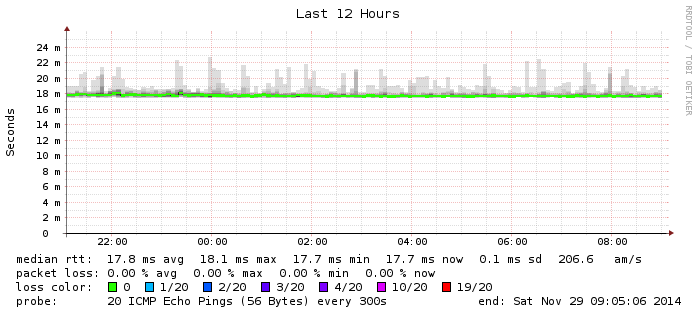 Last 12 Hours
RRDTOOL / TOBI OETIKER
Seconds
24 m
22 m
20 m
18 m
16 m
14 m
12 m
10 m
8 m
6 m
4 m
2 m
0
22:00 00:00 02:00 04:00 06:00 08:00
median rtt: 17.8 ms avg 18.1 ms max 17.7 ms min 17.7 ms now 0.1 ms sd 206.6 am/s
packet loss: 0.00 % avg 0.00 % max 0.00 % min 0.00 % now
loss color: 0 1/20 2/20 3/20 4/20 10/20 19/20
probe: 20 ICMP Echo Pings (56 Bytes) every 300s end: Sat Nov 29 09:05:06 2014